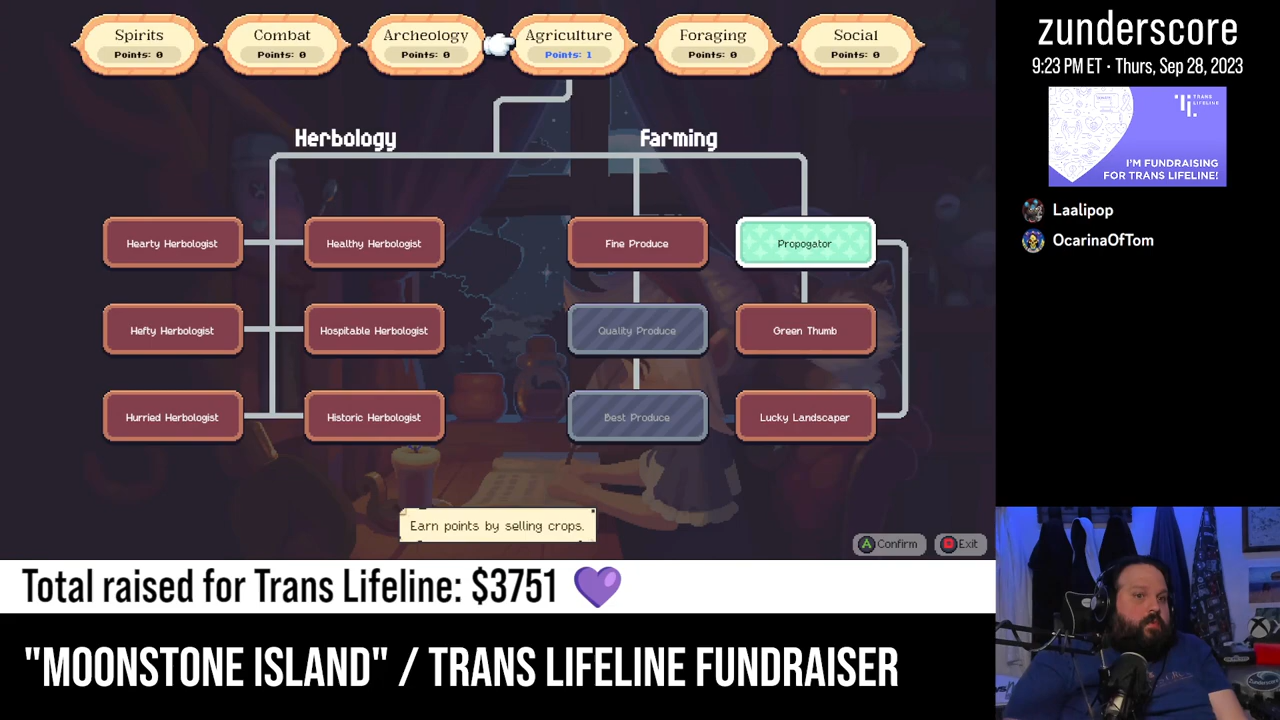 Spirits
Points: 0
Combat
Points: 0
Archeology
Points: 0
Agriculture
Points: 1
Foraging
Points: 0
Social
Points: 0
Herbology
Farming
Hearty Herbologist
Healthy Herbologist
Fine Produce
Propogator
Hefty Herbologist
Hospitable Herbologist
Quality Produce
Green Thumb
Hurried Herbologist
Historic Herbologist
Best Produce
Lucky Landscaper
Earn points by selling crops.
A Confirm
Exit
Total raised for Trans Lifeline: $3751 💜
"MOONSTONE ISLAND" / TRANS LIFELINE FUNDRAISER
zunderscore
9:23 PM ET • Thurs, Sep 28, 2023
TRANS
LIFELINE
I'M FUNDRAISING
FOR TRANS LIFELINE!
Laalipop
OcarinaOfTom